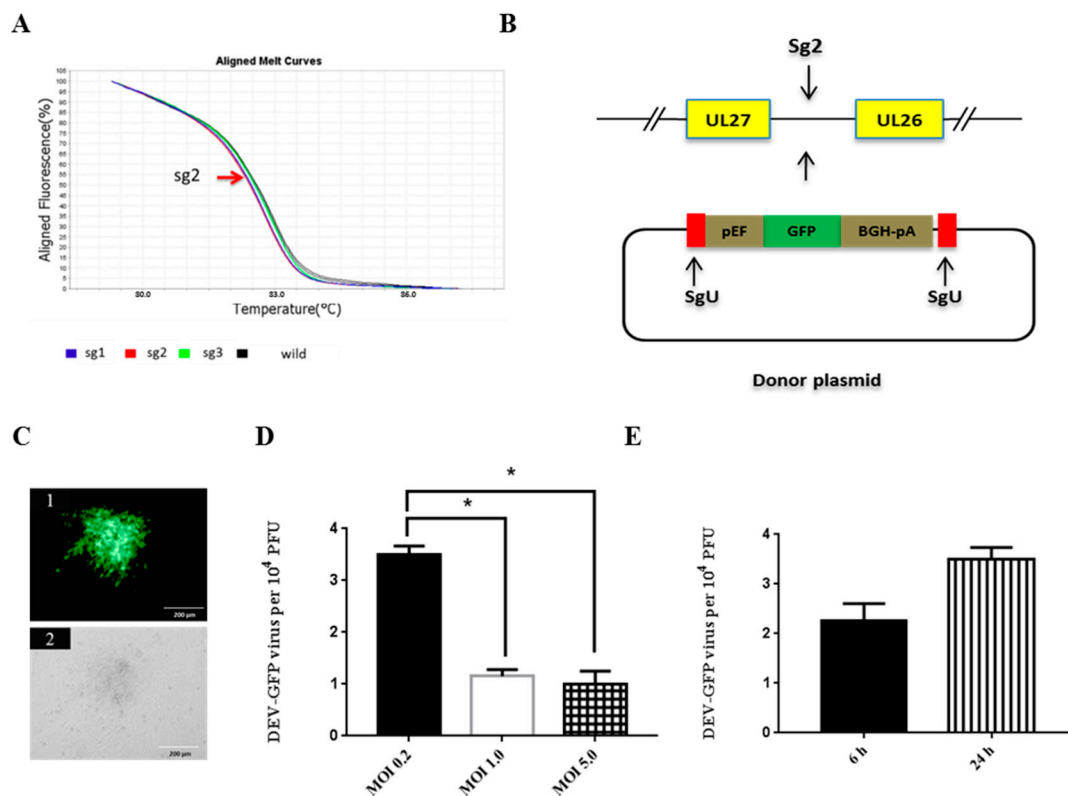 A
Aligned Melt Curves
Aligned Fluorescence(%)
105
100
95
90
85
80
75
70
65
60
55
50
45
40
35
30
25
20
15
10
5
0
sg2
80.0
83.0
86.0
Temperature(°C)
sg1 sg2 sg3 wild
B
Sg2
UL27 UL26
pEF GFP BGH-pA
SgU SgU
Donor plasmid
C
1
200 µm
2
200 µm
D
DEV-GFP virus per 10⁴ PFU
4
3
2
1
0
*
*
MOI 0.2
MOI 1.0
MOI 5.0
E
DEV-GFP virus per 10⁴ PFU
4
3
2
1
0
6 h
24 h